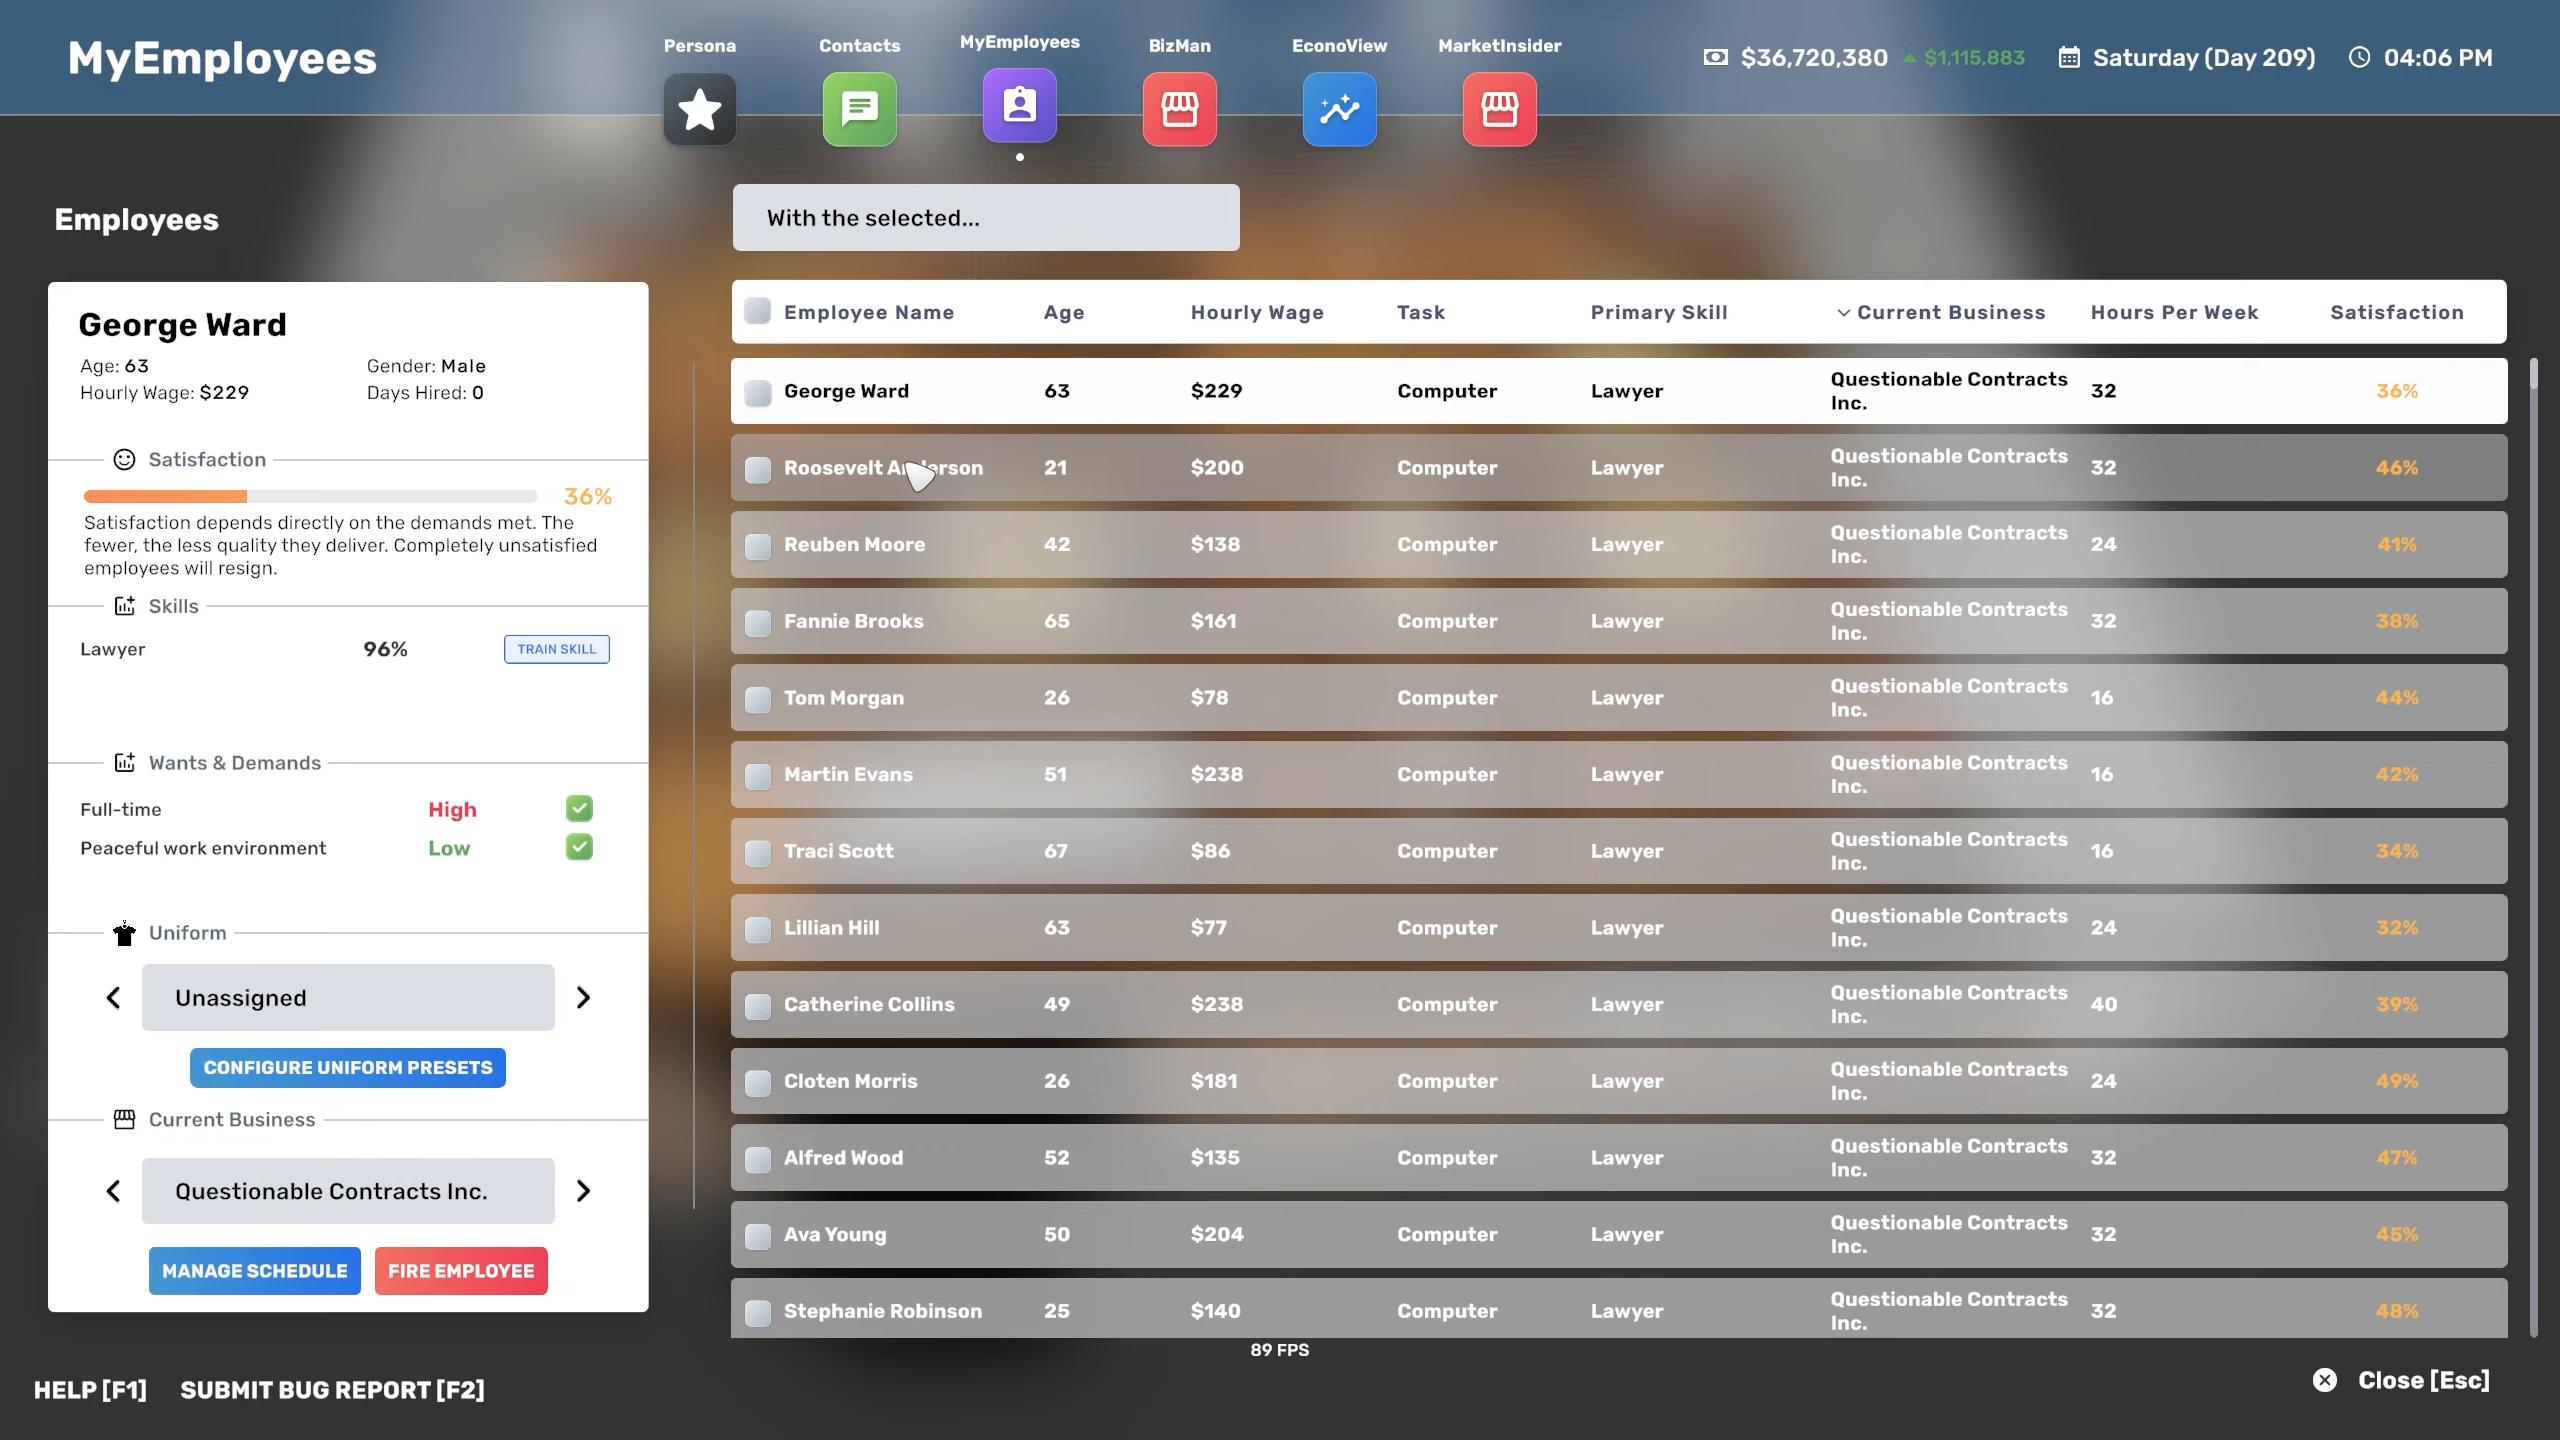 MyEmployees
Persona
Contacts
MyEmployees
BizMan
EconoView
MarketInsider
$36,720,380
$1,115,883
Saturday (Day 209)
04:06 PM
Employees
With the selected...
George Ward
Age: 63
Gender: Male
Hourly Wage: $229
Days Hired: 0
Satisfaction
36%
Satisfaction depends directly on the demands met. The
fewer, the less quality they deliver. Completely unsatisfied
employees will resign.
Skills
Lawyer 96% TRAIN SKILL
Wants & Demands
Full-time High
Peaceful work environment Low
Uniform
Unassigned
CONFIGURE UNIFORM PRESETS
Current Business
Questionable Contracts Inc.
MANAGE SCHEDULE
FIRE EMPLOYEE
Employee Name Age Hourly Wage Task Primary Skill Current Business Hours Per Week Satisfaction
George Ward 63 $229 Computer Lawyer Questionable Contracts Inc. 32 36%
Roosevelt Anderson 21 $200 Computer Lawyer Questionable Contracts Inc. 32 46%
Reuben Moore 42 $138 Computer Lawyer Questionable Contracts Inc. 24 41%
Fannie Brooks 65 $161 Computer Lawyer Questionable Contracts Inc. 32 38%
Tom Morgan 26 $78 Computer Lawyer Questionable Contracts Inc. 16 44%
Martin Evans 51 $238 Computer Lawyer Questionable Contracts Inc. 16 42%
Traci Scott 67 $86 Computer Lawyer Questionable Contracts Inc. 16 34%
Lillian Hill 63 $77 Computer Lawyer Questionable Contracts Inc. 24 32%
Catherine Collins 49 $238 Computer Lawyer Questionable Contracts Inc. 40 39%
Cloten Morris 26 $181 Computer Lawyer Questionable Contracts Inc. 24 49%
Alfred Wood 52 $135 Computer Lawyer Questionable Contracts Inc. 32 47%
Ava Young 50 $204 Computer Lawyer Questionable Contracts Inc. 32 45%
Stephanie Robinson 25 $140 Computer Lawyer Questionable Contracts Inc. 32 48%
89 FPS
HELP [F1]
SUBMIT BUG REPORT [F2]
Close [Esc]